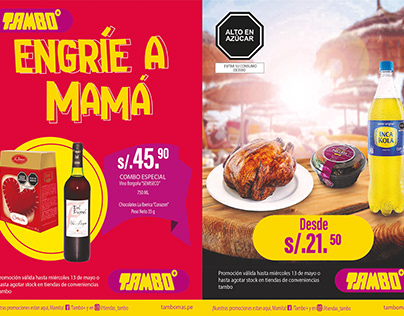 TAMBO
ENGRÍE A
MAMÁ
S/.45.90
COMBO ESPECIAL
Vino Borgoña "SEMISECO"
750 ML
Chocolates La Iberica "Corazon"
Peso Neto 55 g
Promoción válida hasta miércoles 13 de mayo o
hasta agotar stock en tiendas de conveniencias
tambo
TAMBO
ALTO EN
AZÚCAR
EVITAR SU CONSUMO
EXCESIVO
INCA
KOLA
Desde
S/.21.50
Promoción válida hasta miércoles 13 de mayo o
hasta agotar stock en tiendas de conveniencias
tambo
TAMBO
tambomas.pe